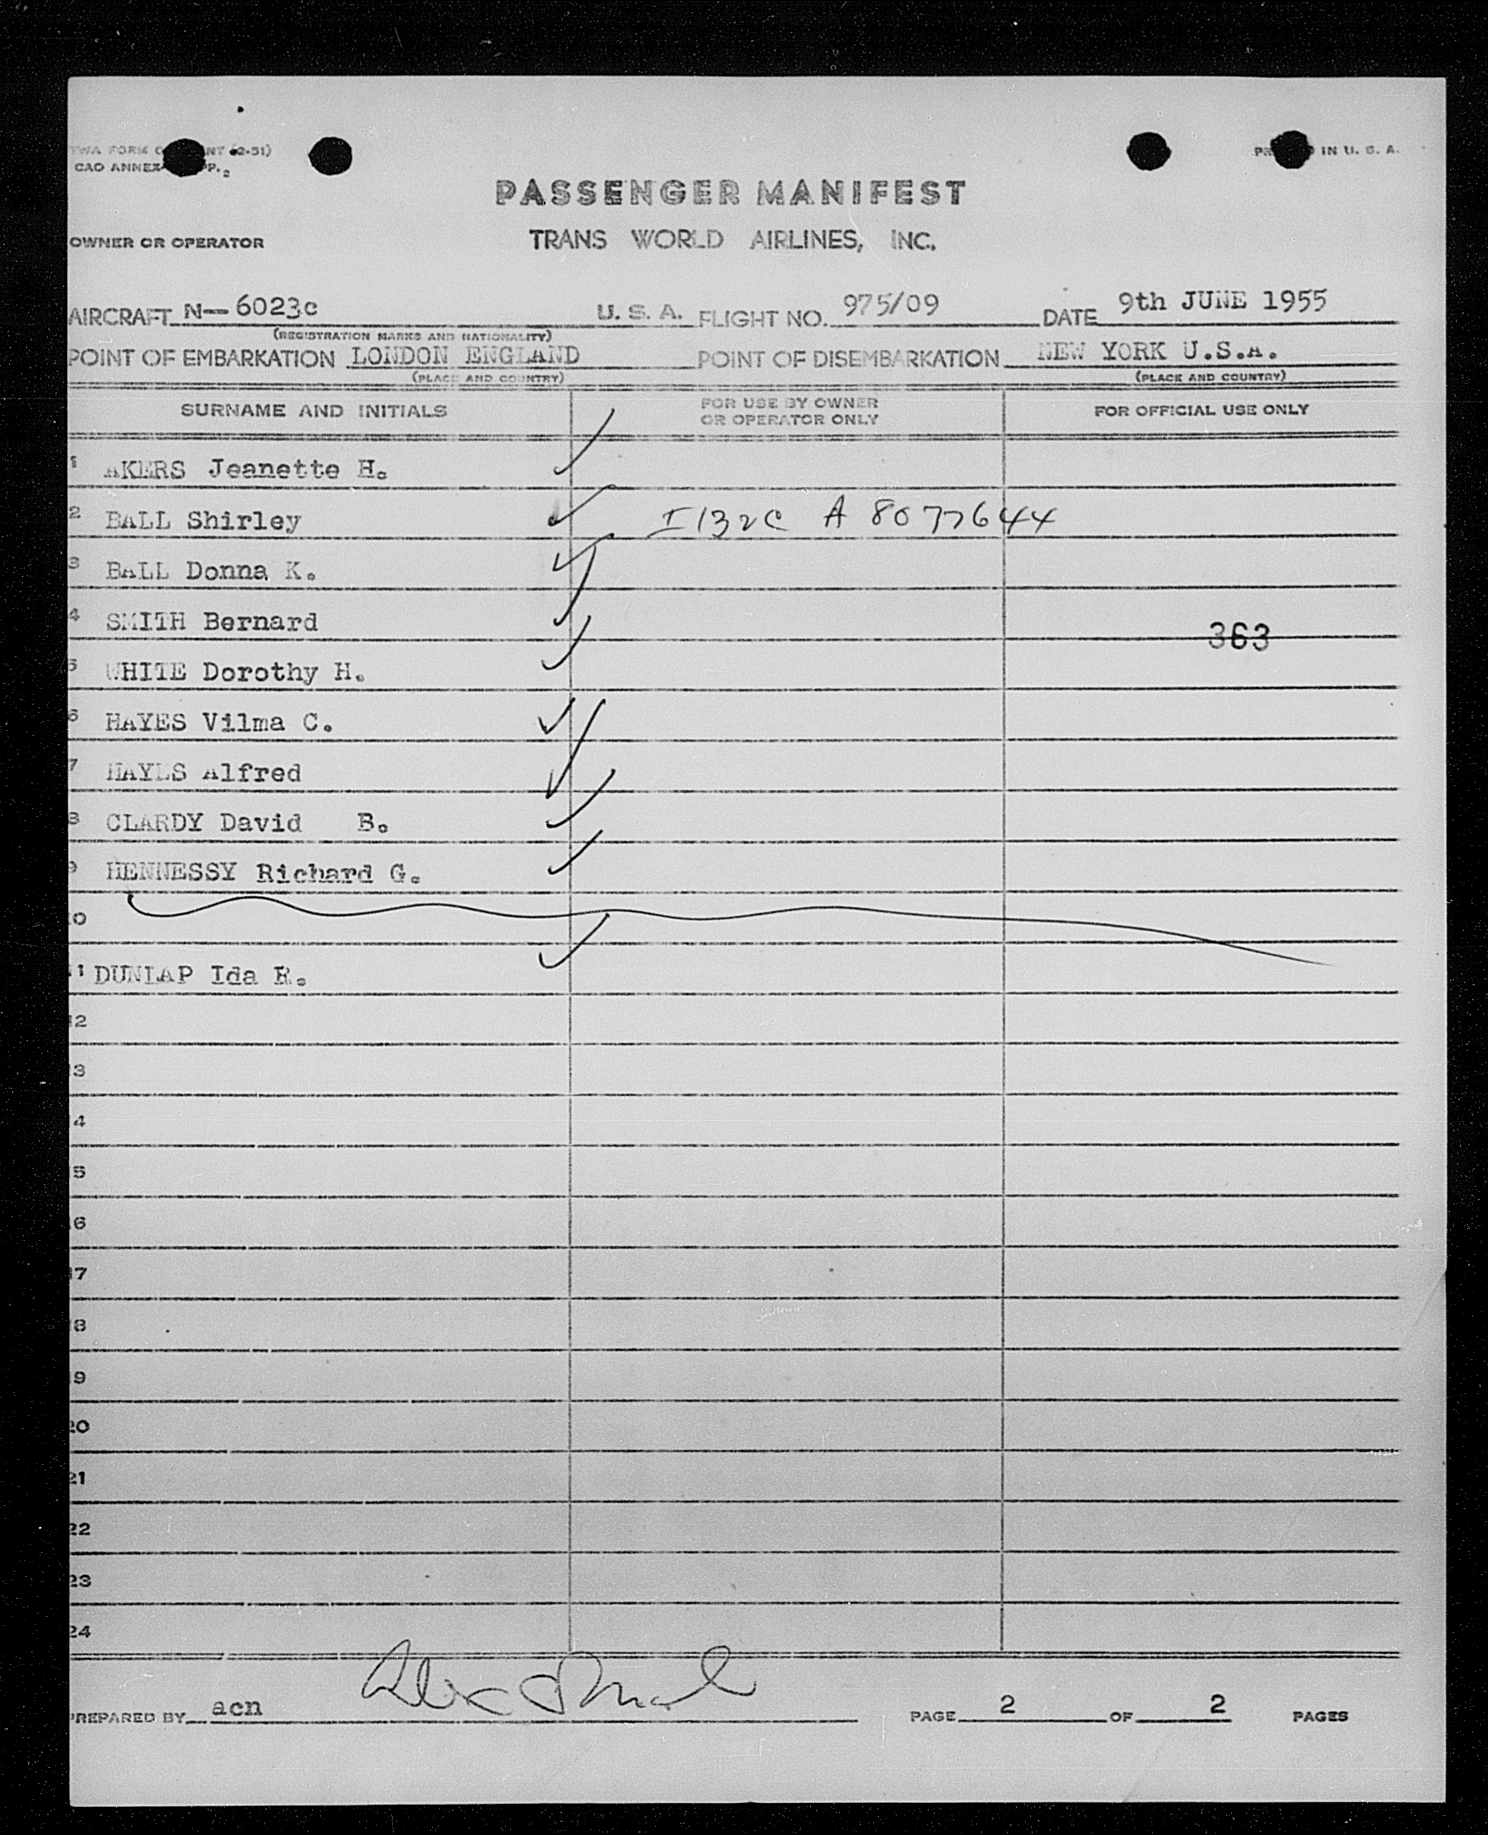 TWA FORM
CAO ANNEX
PASSENGER MANIFEST
IN U. S. A.
OWNER OR OPERATOR
TRANS WORLD AIRLINES, INC.
AIRCRAFT N—6023c U. S. A. FLIGHT NO. 975/09 DATE 9th JUNE 1955
(REGISTRATION MARKS AND NATIONALITY)
POINT OF EMBARKATION LONDON ENGLAND POINT OF DISEMBARKATION NEW YORK U.S.A.
(PLACE AND COUNTRY) (PLACE AND COUNTRY)
SURNAME AND INITIALS FOR USE BY OWNER OR OPERATOR ONLY FOR OFFICIAL USE ONLY
1 AKERS Jeanette H.
2 BALL Shirley I132C A 8077644
3 BALL Donna K.
4 SMITH Bernard 363
5 WHITE Dorothy H.
6 HAYES Vilma C.
7 HAYES Alfred
8 CLARDY David B.
9 HENNESSY Richard G.
10
11 DUNLAP Ida R.
12
13
14
15
16
17
18
19
20
21
22
23
24
PREPARED BY acn PAGE 2 OF 2 PAGES